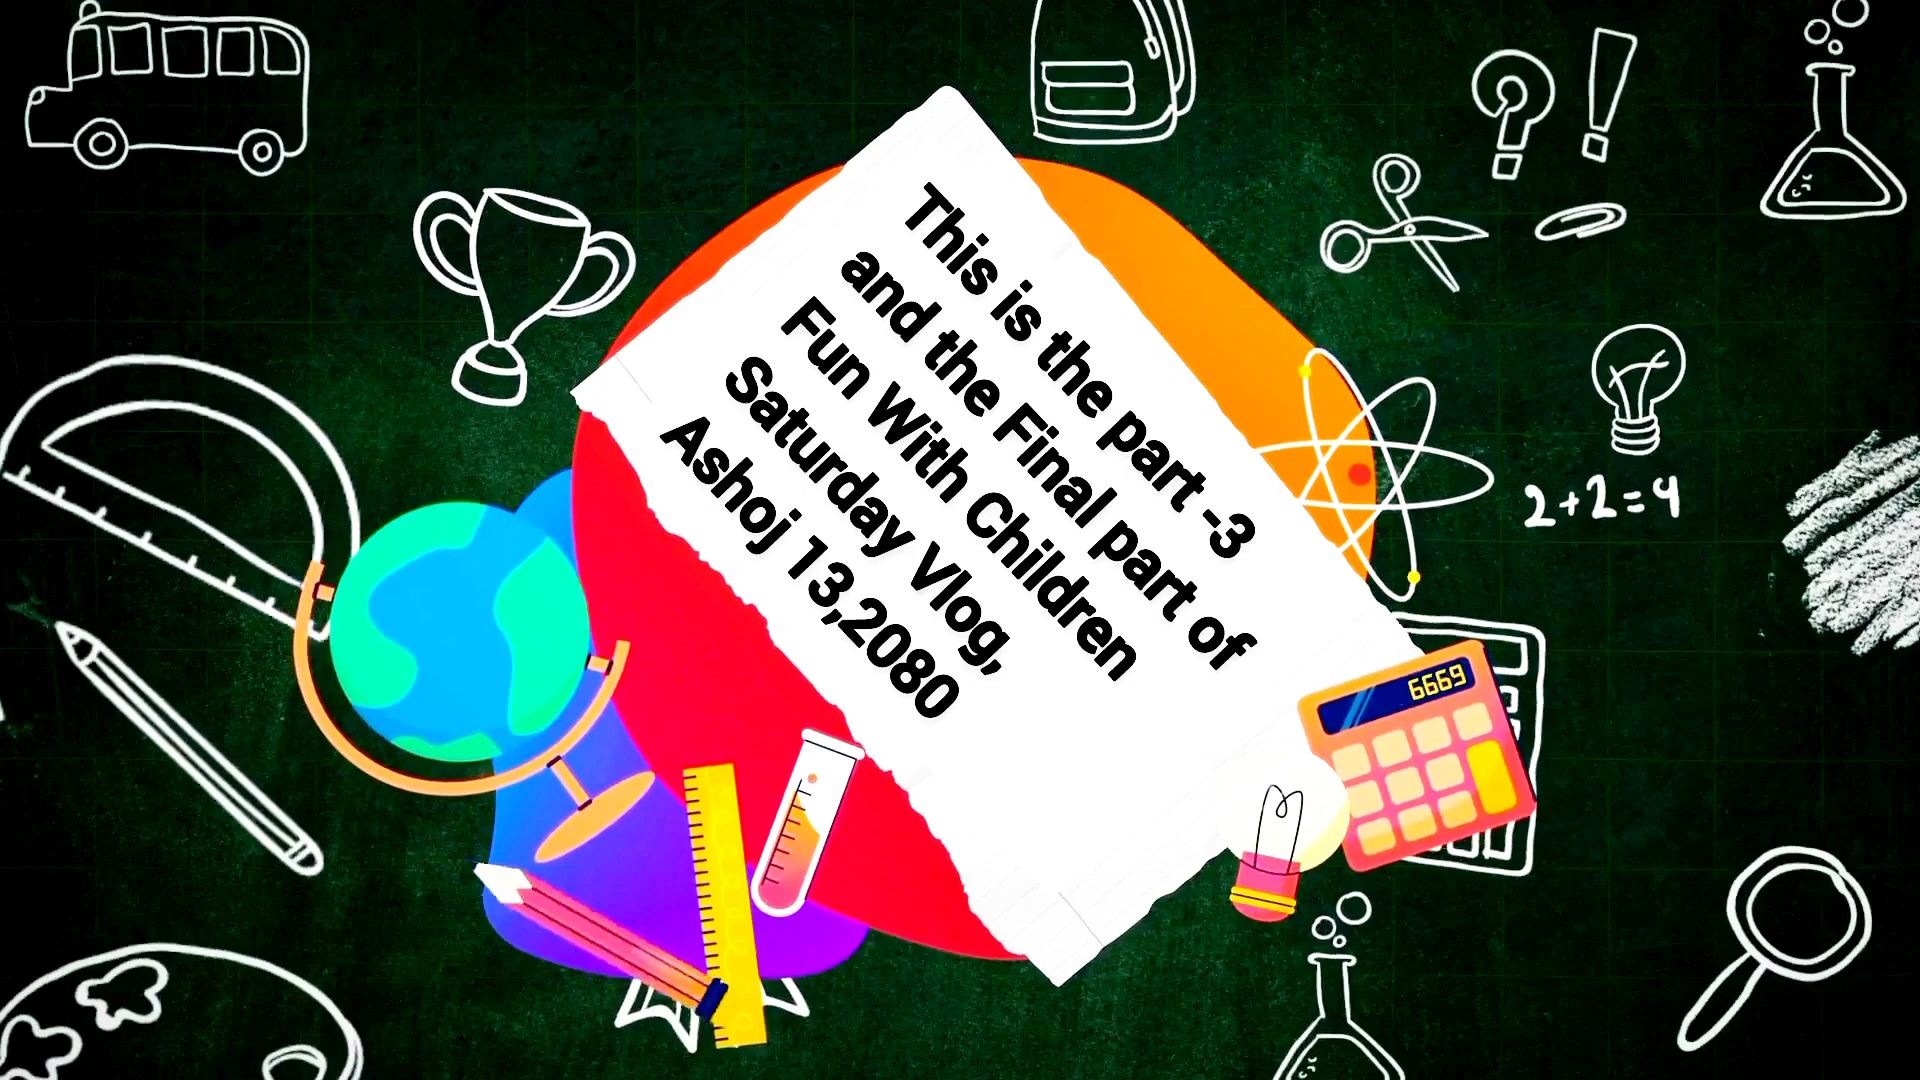 This is the part -3
and the Final part of
Fun With Children
Saturday Vlog,
Ashoj 13,2080
2+2=4
6669